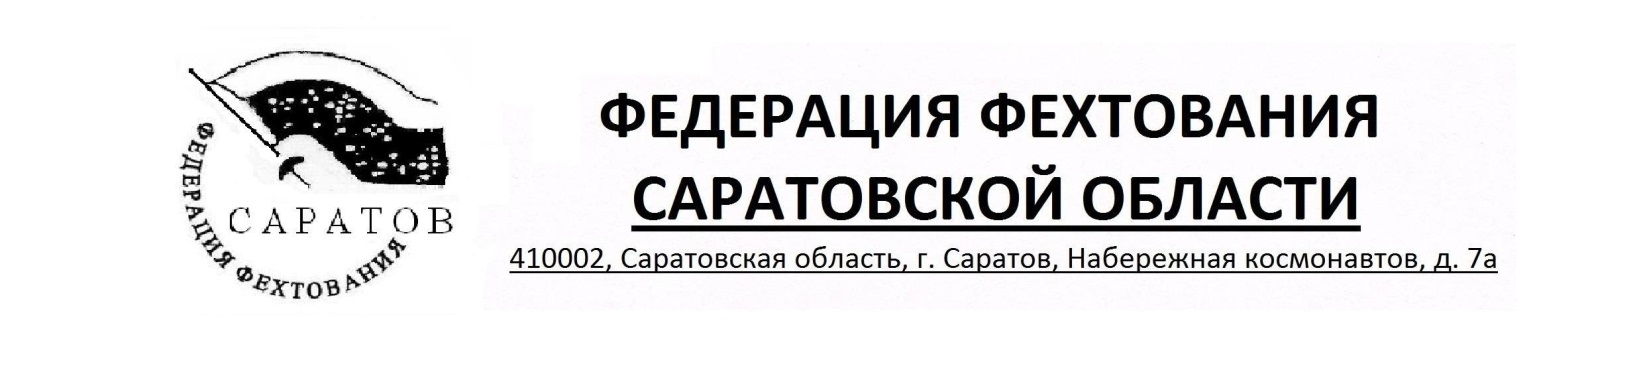 ФЕДЕРАЦИЯ ФЕХТОВАНИЯ
САРАТОВ
ФЕДЕРАЦИЯ ФЕХТОВАНИЯ
САРАТОВСКОЙ ОБЛАСТИ
410002, Саратовская область, г. Саратов, Набережная космонавтов, д. 7а